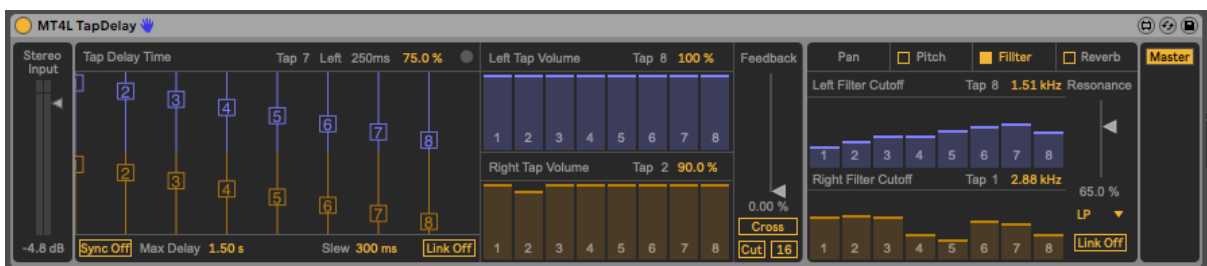 MT4L TapDelay
Stereo Input
-4.8 dB
Tap Delay Time Tap 7 Left 250ms 75.0 %
2 3 4 5 6 7 8
2 3 4 5 6 7 8
Sync Off Max Delay 1.50 s Slew 300 ms Link Off
Left Tap Volume Tap 8 100 %
1 2 3 4 5 6 7 8
Right Tap Volume Tap 2 90.0 %
1 2 3 4 5 6 7 8
Feedback
0.00 %
Cross
Cut 16
Pan Pitch Fillter Reverb
Left Filter Cutoff Tap 8 1.51 kHz
1 2 3 4 5 6 7 8
Right Filter Cutoff Tap 1 2.88 kHz
1 2 3 4 5 6 7 8
Resonance
65.0 %
LP
Link Off
Master